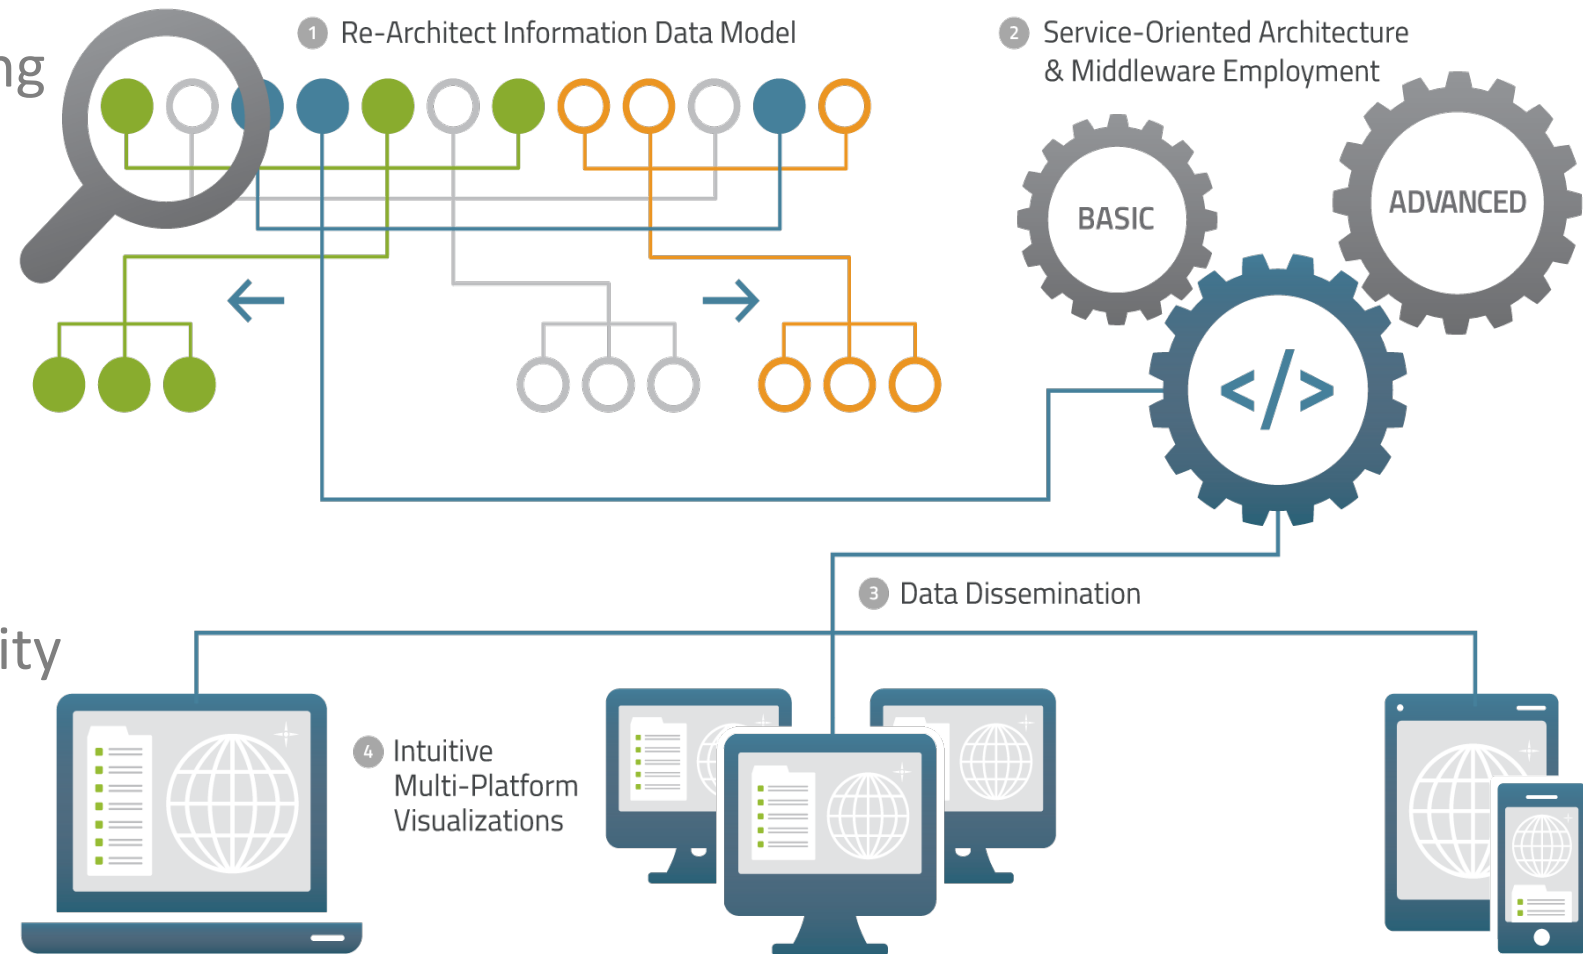 ng
1 Re-Architect Information Data Model
2 Service-Oriented Architecture
& Middleware Employment
BASIC
ADVANCED
</>
3 Data Dissemination
ity
4 Intuitive
Multi-Platform
Visualizations